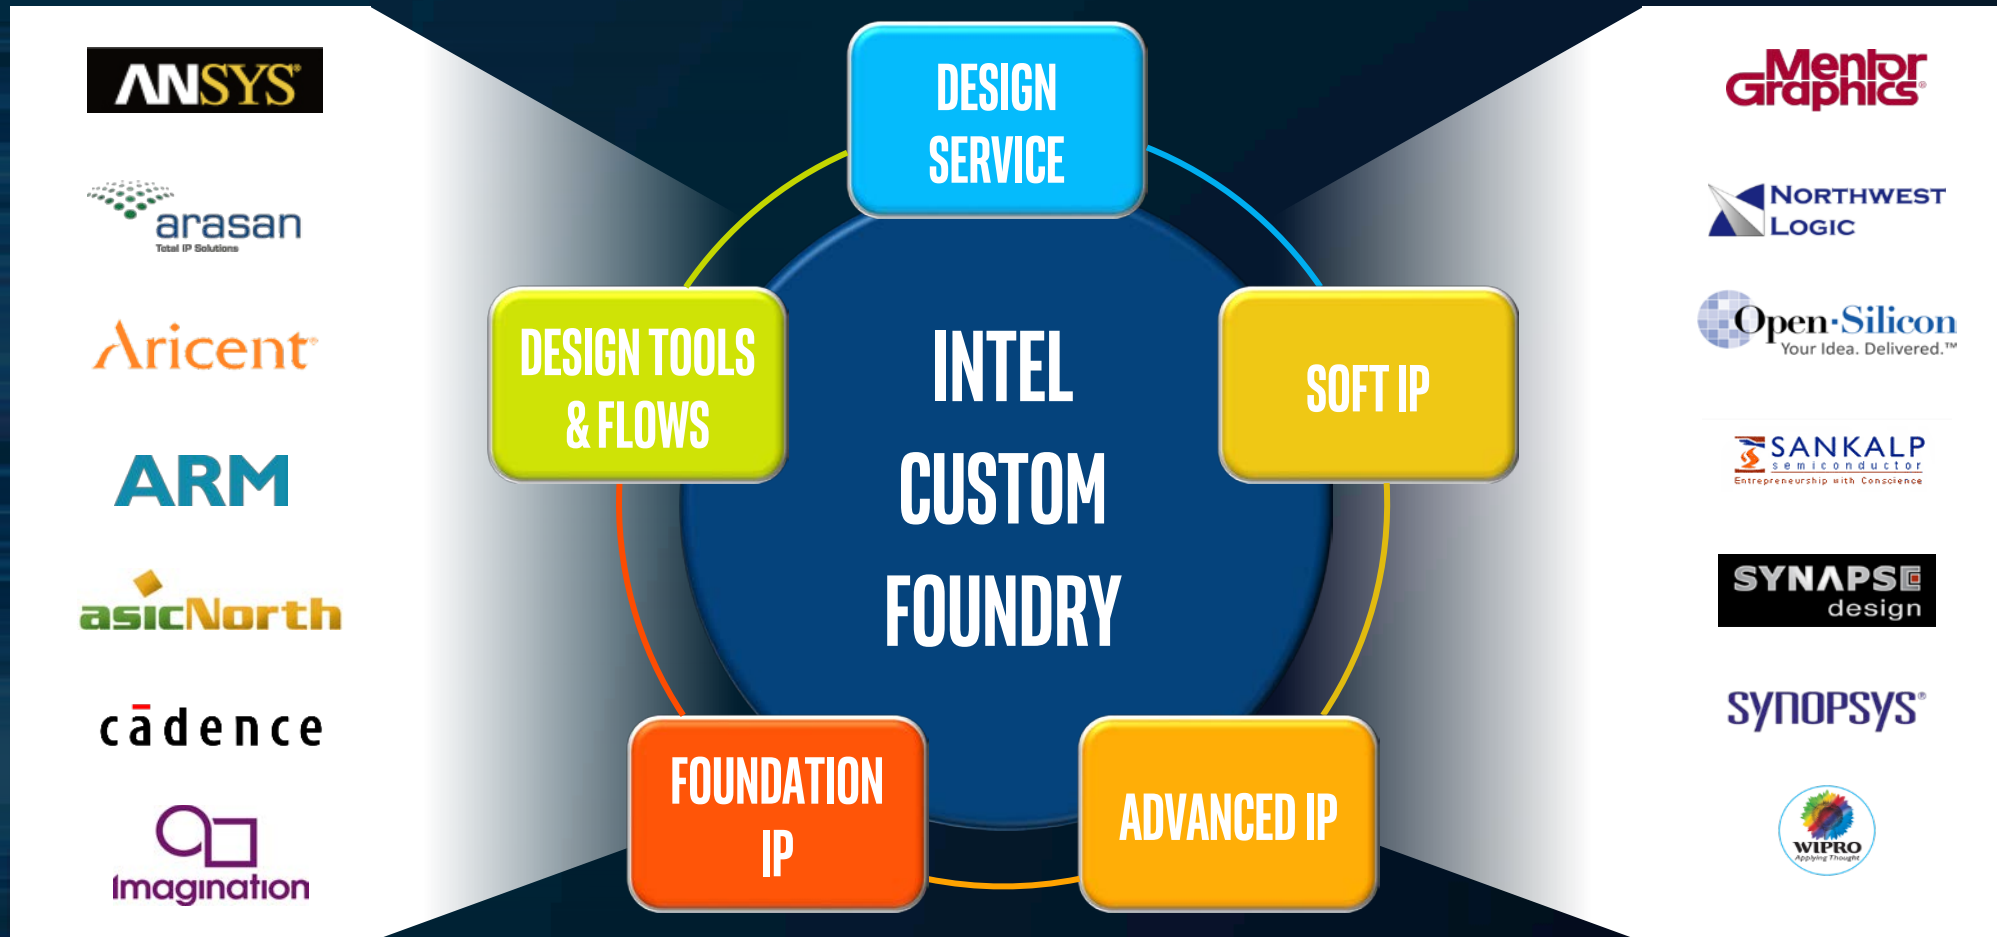 ANSYS®
arasan
Total IP Solutions
Aricent®
ARM
asicNorth
cādence
Imagination
DESIGN
SERVICE
DESIGN TOOLS
& FLOWS
INTEL
CUSTOM
FOUNDRY
SOFT IP
FOUNDATION
IP
ADVANCED IP
Mentor
Graphics®
NORTHWEST
LOGIC
Open-Silicon
Your Idea. Delivered.™
SANKALP
semiconductor
Entrepreneurship with Conscience
SYNAPSE
design
SYNOPSYS®
WIPRO
Applying Thought